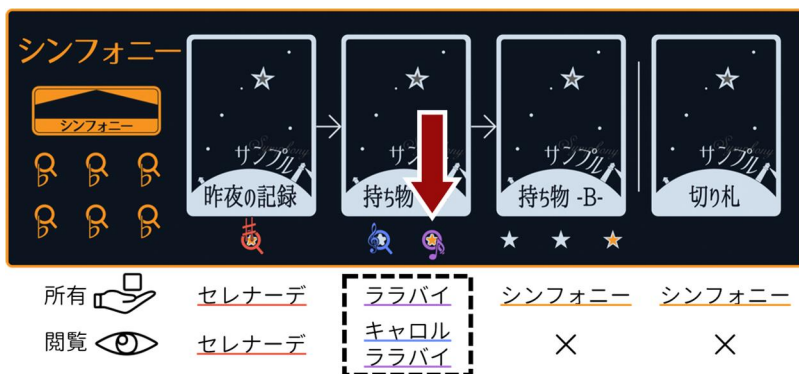 シンフォニー
シンフォニー
サンプル
昨夜の記録
持ち物
サンプル
持ち物 -B-
サンプル
切り札
所有 セレナーデ ララバイ シンフォニー シンフォニー
閲覧 セレナーデ キャロル × ×
ララバイ